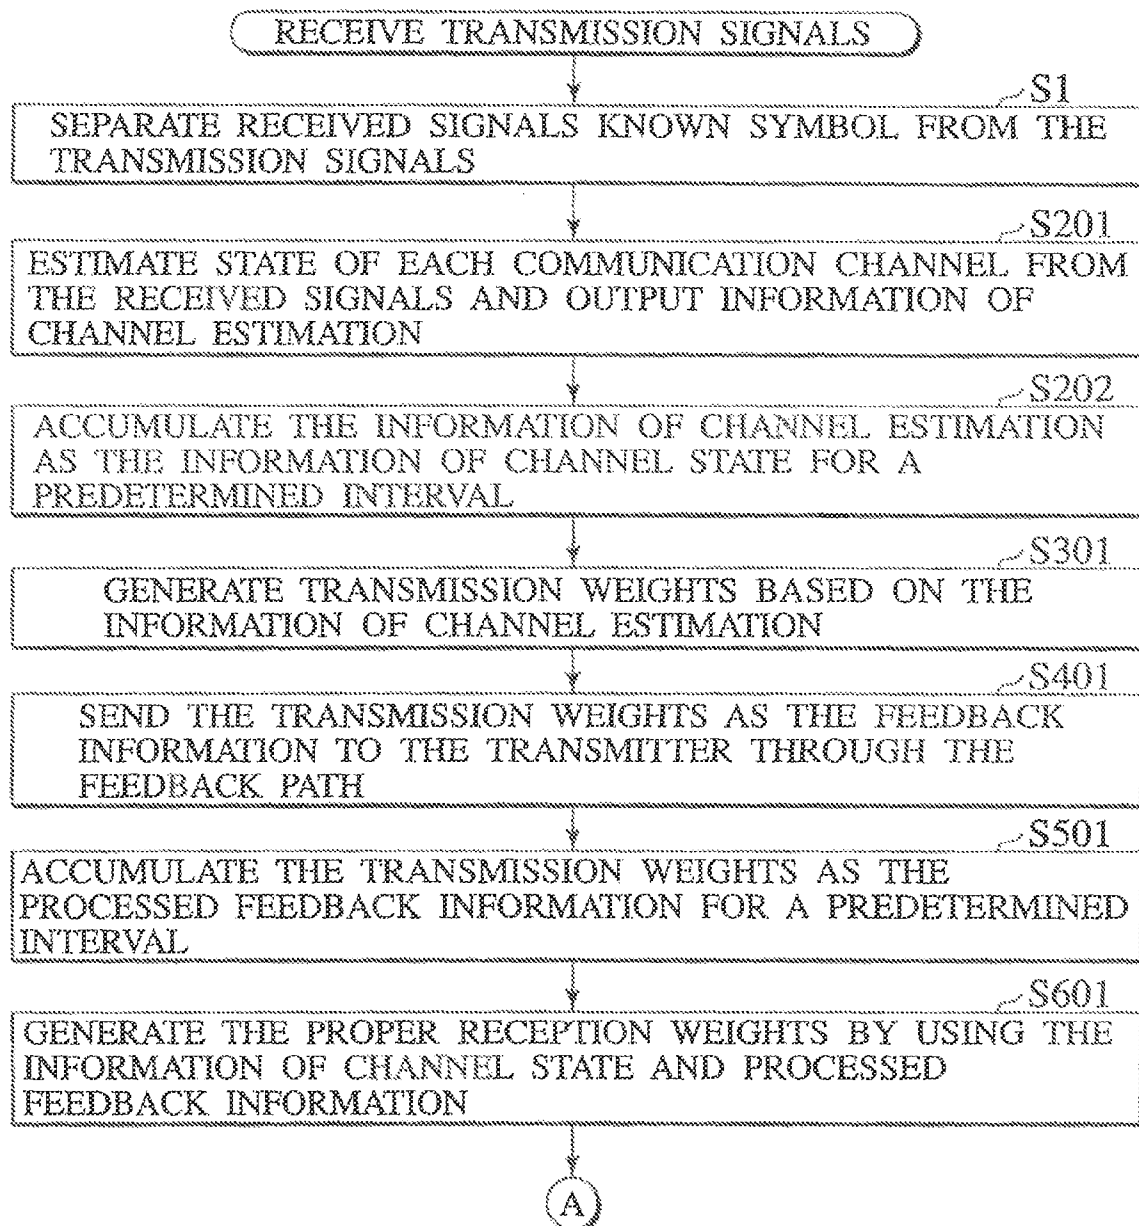 RECEIVE TRANSMISSION SIGNALS
S1
SEPARATE RECEIVED SIGNALS KNOWN SYMBOL FROM THE
TRANSMISSION SIGNALS
S201
ESTIMATE STATE OF EACH COMMUNICATION CHANNEL FROM
THE RECEIVED SIGNALS AND OUTPUT INFORMATION OF
CHANNEL ESTIMATION
S202
ACCUMULATE THE INFORMATION OF CHANNEL ESTIMATION
AS THE INFORMATION OF CHANNEL STATE FOR A
PREDETERMINED INTERVAL
S301
GENERATE TRANSMISSION WEIGHTS BASED ON THE
INFORMATION OF CHANNEL ESTIMATION
S401
SEND THE TRANSMISSION WEIGHTS AS THE FEEDBACK
INFORMATION TO THE TRANSMITTER THROUGH THE
FEEDBACK PATH
S501
ACCUMULATE THE TRANSMISSION WEIGHTS AS THE
PROCESSED FEEDBACK INFORMATION FOR A PREDETERMINED
INTERVAL
S601
GENERATE THE PROPER RECEPTION WEIGHTS BY USING THE
INFORMATION OF CHANNEL STATE AND PROCESSED
FEEDBACK INFORMATION
A